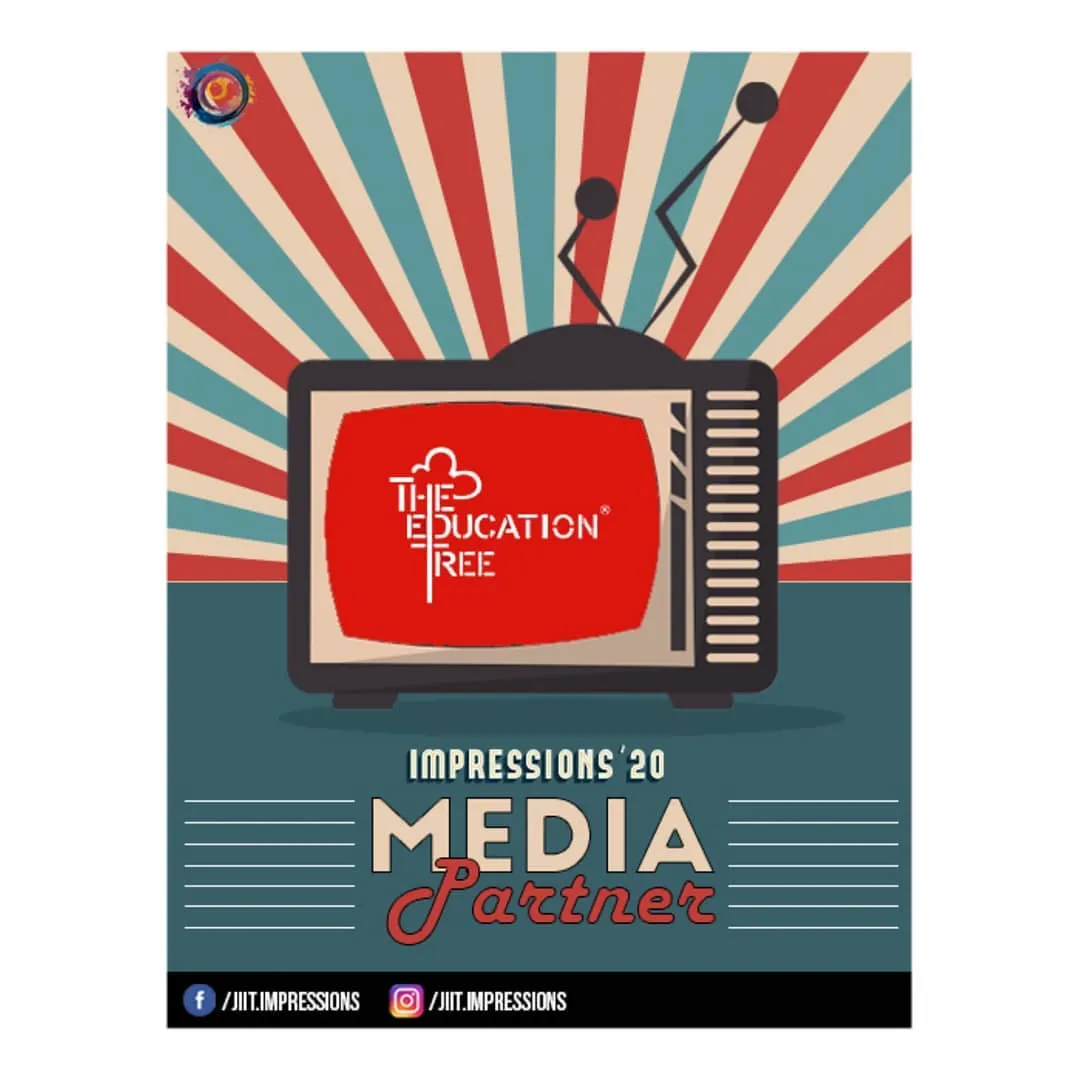 THE
EDUCATION®
TREE
IMPRESSIONS '20
MEDIA
Partner
/JIIT.IMPRESSIONS
/JIIT.IMPRESSIONS